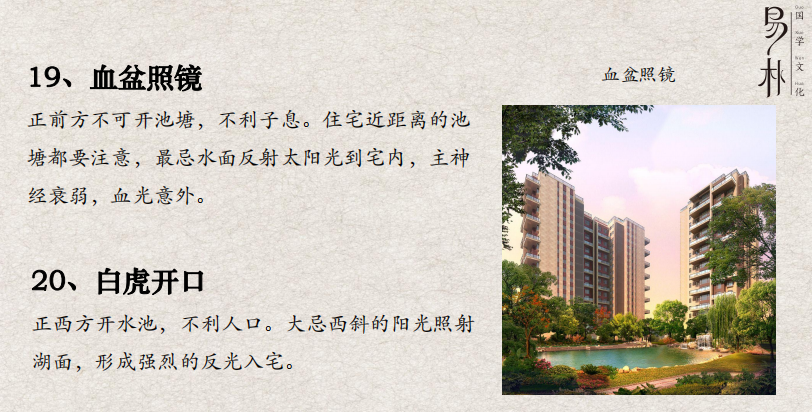 19、血盆照镜
正前方不可开池塘，不利子息。住宅近距离的池
塘都要注意，最忌水面反射太阳光到宅内，主神
经衰弱，血光意外。
20、白虎开口
正西方开水池，不利人口。大忌西斜的阳光照射
湖面，形成强烈的反光入宅。
血盆照镜
易朴
国学文化